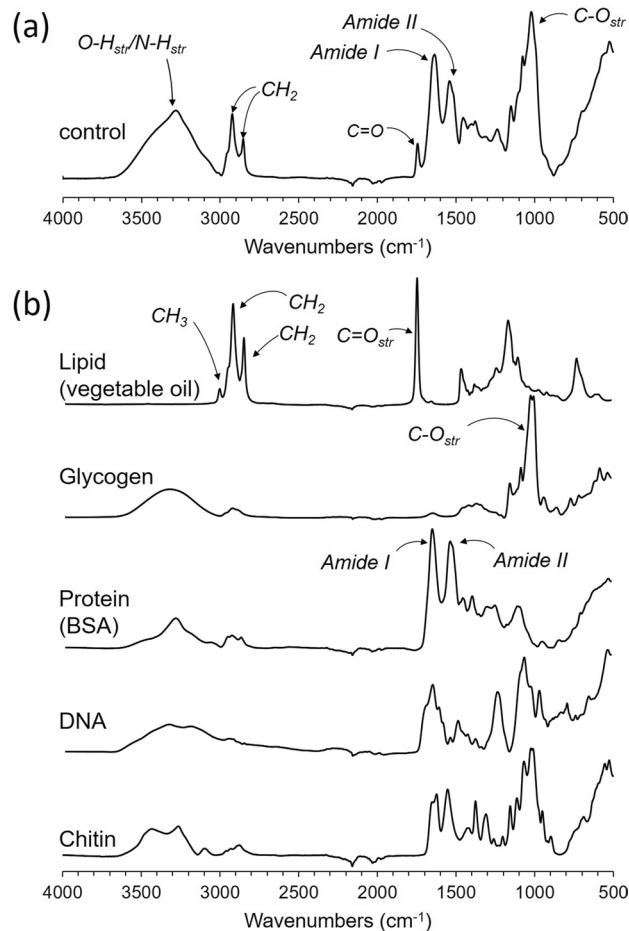 (a)
O-Hstr/N-Hstr
CH2
C=O
Amide I
Amide II
C-Ostr
control
4000 3500 3000 2500 2000 1500 1000 500
Wavenumbers (cm-1)
(b)
CH3
CH2
CH2
C=Ostr
Lipid
(vegetable oil)
C-Ostr
Glycogen
Amide I
Amide II
Protein
(BSA)
DNA
Chitin
4000 3500 3000 2500 2000 1500 1000 500
Wavenumbers (cm-1)